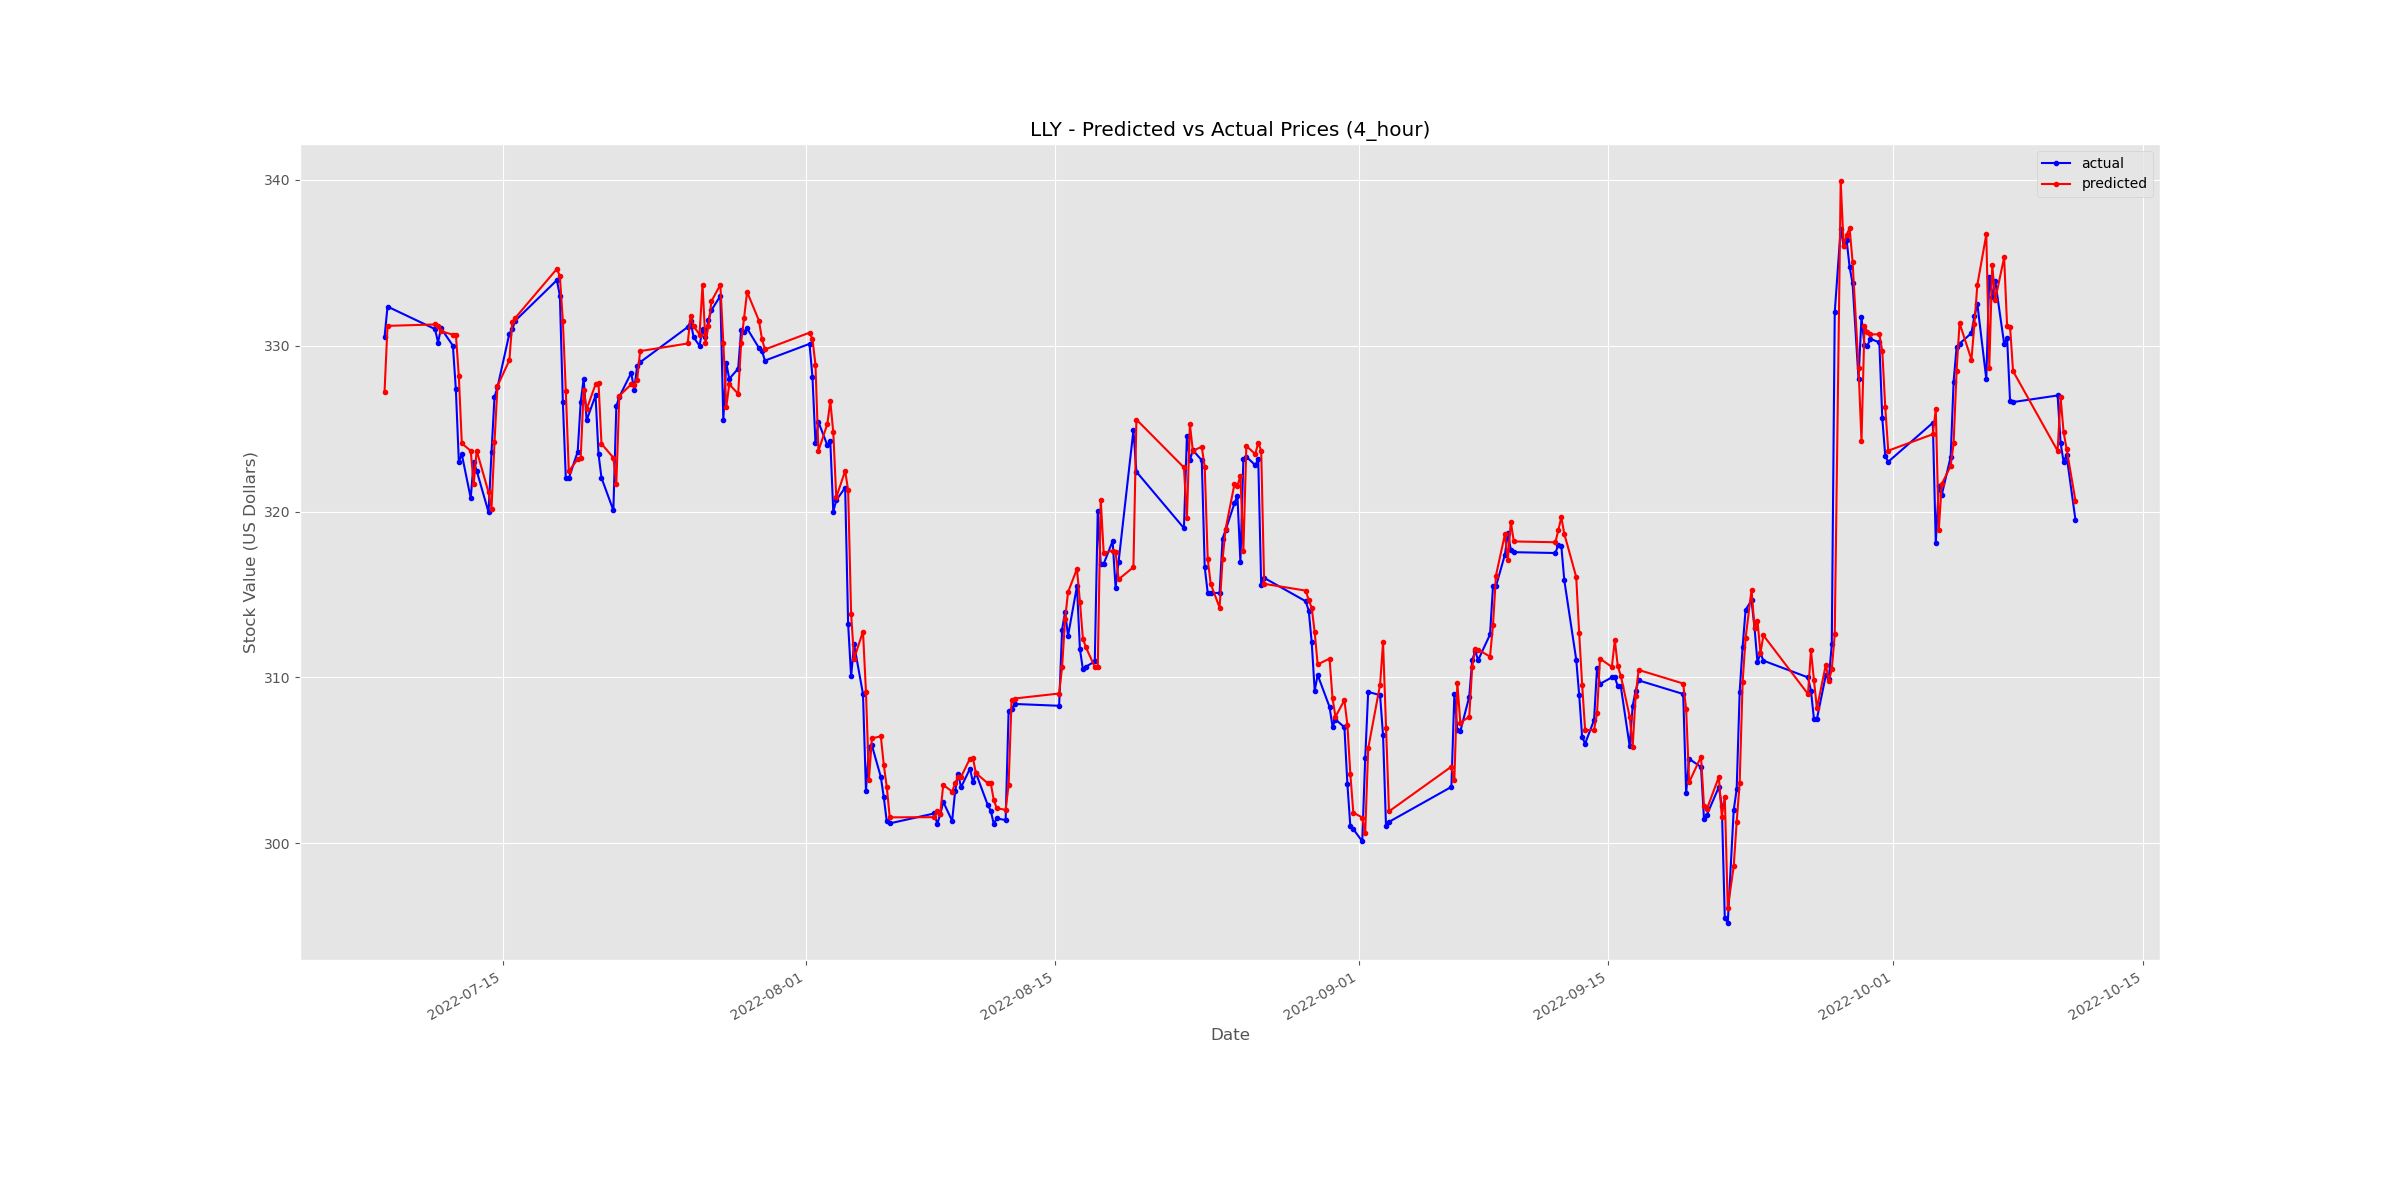 LLY - Predicted vs Actual Prices (4_hour)
actual
predicted
340
330
320
310
300
Stock Value (US Dollars)
2022-07-15
2022-08-01
2022-08-15
2022-09-01
2022-09-15
2022-10-01
2022-10-15
Date